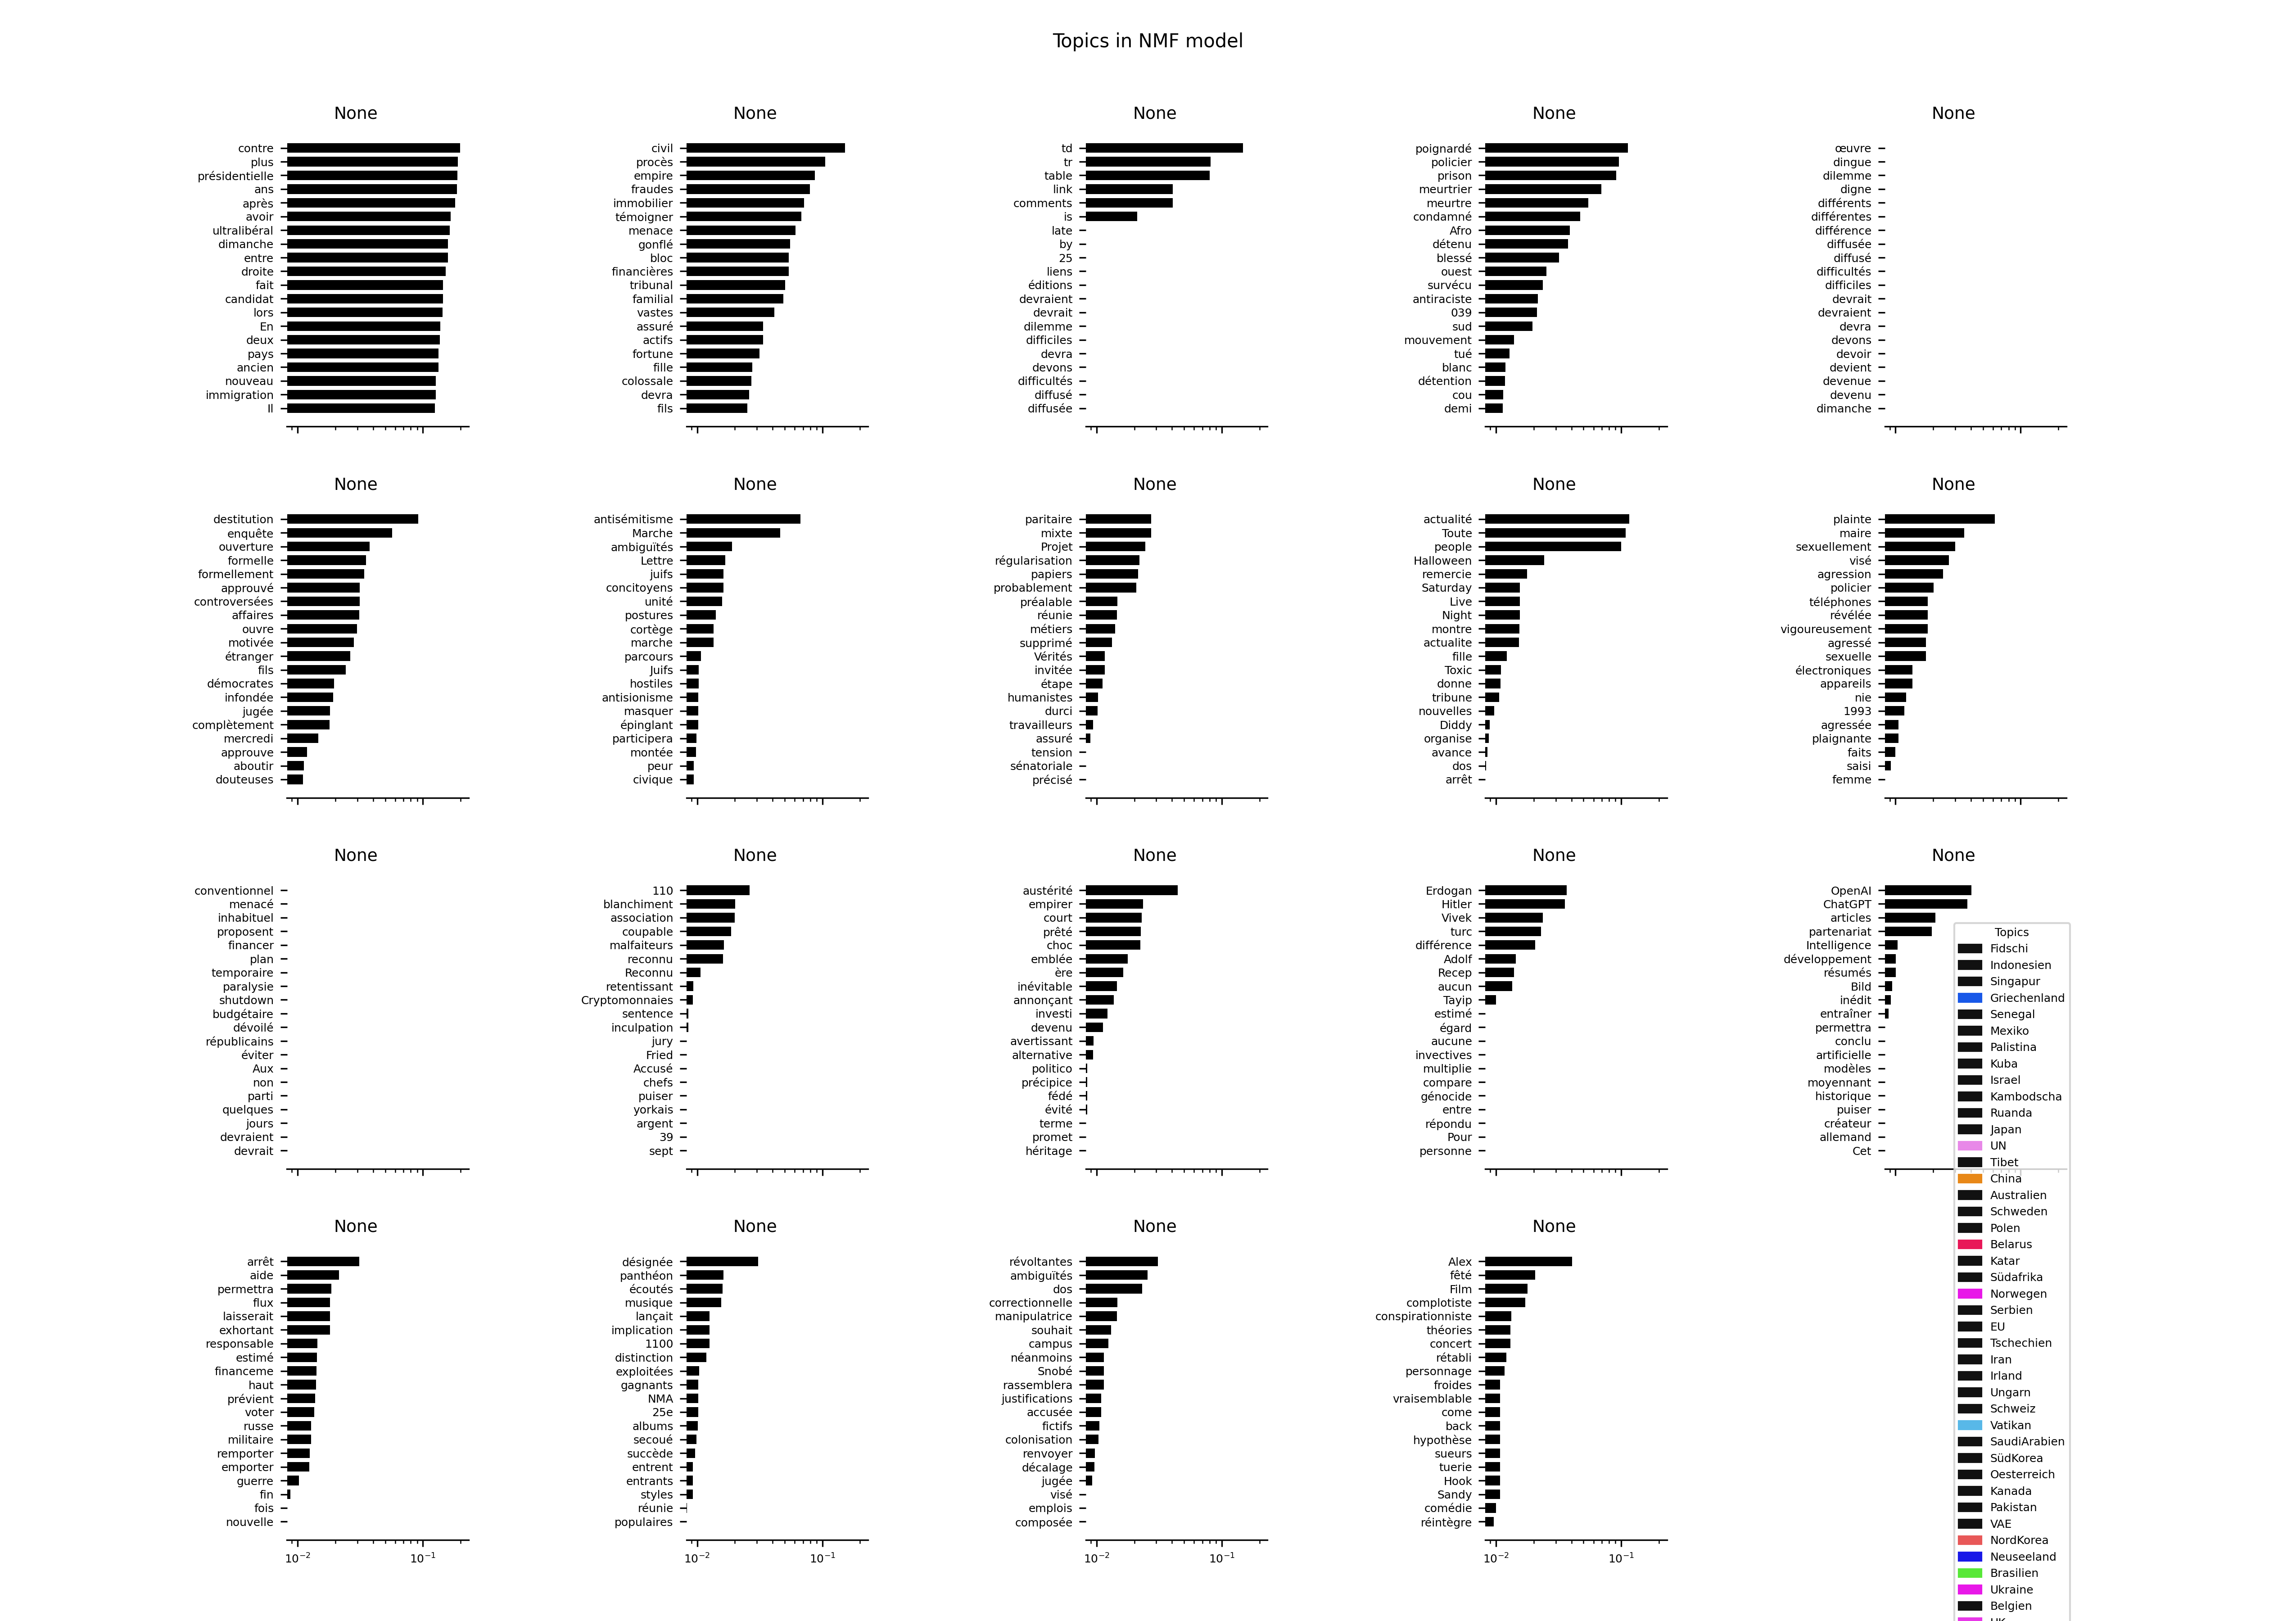 Topics in NMF model
None
contre
plus
présidentielle
ans
après
avoir
ultralibéral
dimanche
entre
droite
fait
candidat
lors
En
deux
pays
ancien
nouveau
immigration
Il
None
civil
procès
empire
fraudes
immobilier
témoigner
menace
gonflé
bloc
financières
tribunal
familial
vastes
assuré
actifs
fortune
fille
colossale
devra
fils
None
td
tr
table
link
comments
is
late
by
25
liens
éditions
devraient
devrait
dilemme
difficiles
devra
devons
difficultés
diffusé
diffusée
None
poignardé
policier
prison
meurtrier
meurtre
condamné
Afro
détenu
blessé
ouest
survécu
antiraciste
039
sud
mouvement
tué
blanc
détention
cou
demi
None
œuvre
dingue
dilemme
digne
différents
différentes
différence
diffusée
diffusé
difficultés
difficiles
devrait
devraient
devra
devons
devoir
devient
devenue
devenu
dimanche
None
destitution
enquête
ouverture
formelle
formellement
approuvé
controversées
affaires
ouvre
motivée
étranger
fils
démocrates
infondée
jugée
complètement
mercredi
approuve
aboutir
douteuses
None
antisémitisme
Marche
ambiguïtés
Lettre
juifs
concitoyens
unité
postures
cortège
marche
parcours
Juifs
hostiles
antisionisme
masquer
épinglant
participera
montée
peur
civique
None
paritaire
mixte
Projet
régularisation
papiers
probablement
préalable
réunie
métiers
supprimé
Vérités
invitée
étape
humanistes
durci
travailleurs
assuré
tension
sénatoriale
précisé
None
actualité
Toute
people
Halloween
remercie
Saturday
Live
Night
montre
actualite
fille
Toxic
donne
tribune
nouvelles
Diddy
organise
avance
dos
arrêt
None
plainte
maire
sexuellement
visé
agression
policier
téléphones
révélée
vigoureusement
agressé
sexuelle
électroniques
appareils
nie
1993
agressée
plaignante
faits
saisi
femme
None
conventionnel
menacé
inhabituel
proposent
financer
plan
temporaire
paralysie
shutdown
budgétaire
dévoilé
républicains
éviter
Aux
non
parti
quelques
jours
devraient
devrait
None
110
blanchiment
association
coupable
malfaiteurs
reconnu
Reconnu
retentissant
Cryptomonnaies
sentence
inculpation
jury
Fried
Accusé
chefs
puiser
yorkais
argent
39
sept
None
austérité
empirer
court
prêté
choc
emblée
ère
inévitable
annonçant
investi
devenu
avertissant
alternative
politico
précipice
fédé
évité
terme
promet
héritage
None
Erdogan
Hitler
Vivek
turc
différence
Adolf
Recep
aucun
Tayip
estimé
égard
aucune
invectives
multiplie
compare
génocide
entre
répondu
Pour
personne
None
OpenAI
ChatGPT
articles
partenariat
Intelligence
développement
résumés
Bild
inédit
entraîner
permettra
conclu
artificielle
modèles
moyennant
historique
puiser
créateur
allemand
Cet
None
arrêt
aide
permettra
flux
laisserait
exhortant
responsable
estimé
financeme
haut
prévient
voter
russe
militaire
remporter
emporter
guerre
fin
fois
nouvelle
10⁻² 10⁻¹
None
désignée
panthéon
écoutés
musique
lançait
implication
1100
distinction
exploitées
gagnants
NMA
25e
albums
secoué
succède
entrent
entrants
styles
réunie
populaires
10⁻² 10⁻¹
None
révoltantes
ambiguïtés
dos
correctionnelle
manipulatrice
souhait
campus
néanmoins
Snobé
rassemblera
justifications
accusée
fictifs
colonisation
renvoyer
décalage
jugée
visé
emplois
composée
10⁻² 10⁻¹
None
Alex
fêté
Film
complotiste
conspirationniste
théories
concert
rétabli
personnage
froides
vraisemblable
come
back
hypothèse
sueurs
tuerie
Hook
Sandy
comédie
réintègre
10⁻² 10⁻¹
Topics
Fidschi
Indonesien
Singapur
Griechenland
Senegal
Mexiko
Palistina
Kuba
Israel
Kambodscha
Ruanda
Japan
UN
Tibet
China
Australien
Schweden
Polen
Belarus
Katar
Südafrika
Norwegen
Serbien
EU
Tschechien
Iran
Irland
Ungarn
Schweiz
Vatikan
SaudiArabien
SüdKorea
Oesterreich
Kanada
Pakistan
VAE
NordKorea
Neuseeland
Brasilien
Ukraine
Belgien